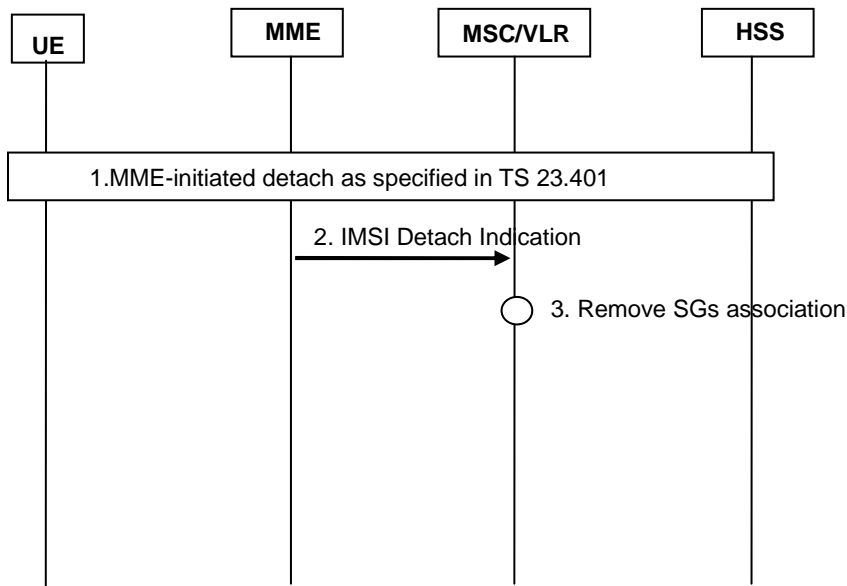 UE
MME
MSC/VLR
HSS
1.MME-initiated detach as specified in TS 23.401
2. IMSI Detach Indication
3. Remove SGs association